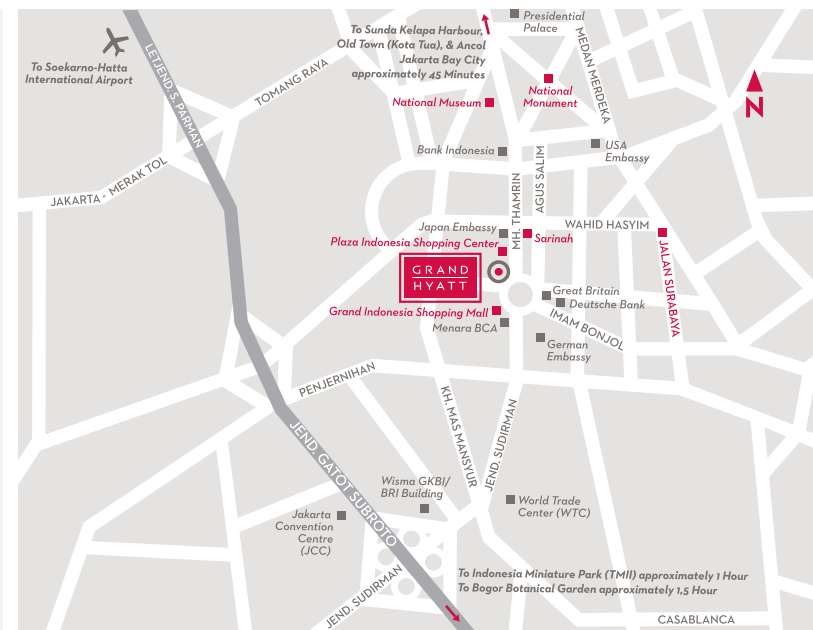 Presidential
Palace
To Sunda Kelapa Harbour,
Old Town (Kota Tua), & Ancol
Jakarta Bay City
approximately 45 Minutes
To Soekarno-Hatta
International Airport
LETJEND. S. PARMAN
TOMANG RAYA
MEDAN MERDEKA
National
Monument
National Museum
N
Bank Indonesia
USA
Embassy
JAKARTA - MERAK TOL
MH. THAMRIN
AGUS SALIM
WAHID HASYIM
Japan Embassy
Sarinah
Plaza Indonesia Shopping Center
JALAN SURABAYA
GRAND
HYATT
Great Britain
Deutsche Bank
Grand Indonesia Shopping Mall
Menara BCA
IMAM BONJOL
German
Embassy
PENJERNIHAN
KH. MAS MANSYUR
JEND. SUDIRMAN
JEND. GATOT SUBROTO
Wisma GKBI/
BRI Building
World Trade
Center (WTC)
Jakarta
Convention
Centre
(JCC)
To Indonesia Miniature Park (TMII) approximately 1 Hour
To Bogor Botanical Garden approximately 1,5 Hour
JEND. SUDIRMAN
CASABLANCA